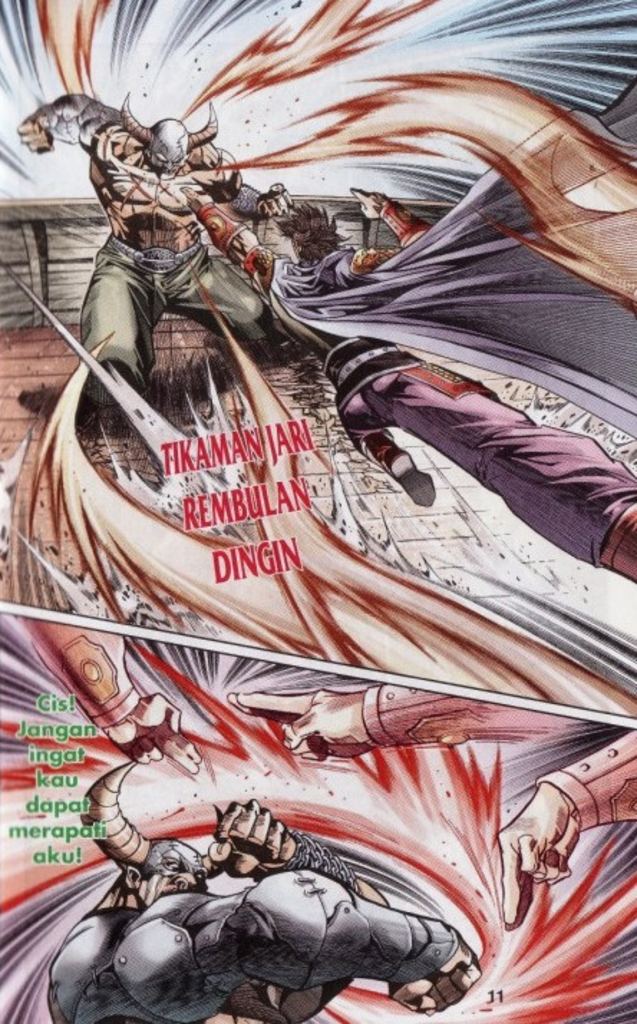 TIKAMAN JARI
REMBULAN
DINGIN
Cis!
Jangan
ingat
kau
dapat
merapati
aku!
11